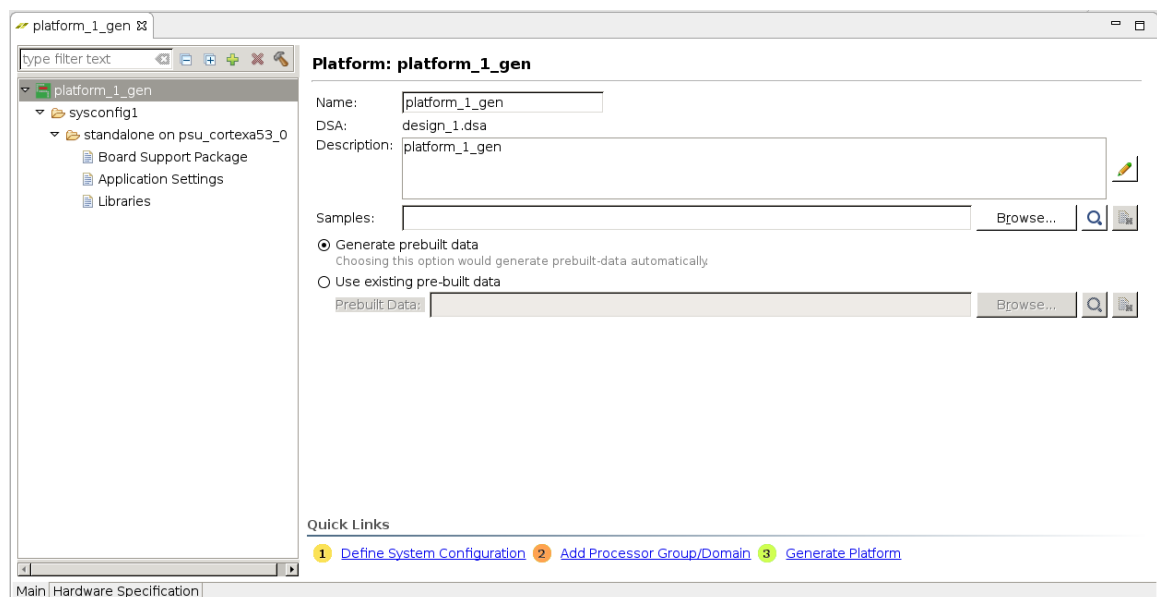 platform_1_gen
type filter text
platform_1_gen
sysconfig1
standalone on psu_cortexa53_0
Board Support Package
Application Settings
Libraries
Platform: platform_1_gen
Name: platform_1_gen
DSA: design_1.dsa
Description: platform_1_gen
Samples: Browse...
Generate prebuilt data
Choosing this option would generate prebuilt-data automatically.
Use existing pre-built data
Prebuilt Data: Browse...
Quick Links
1 Define System Configuration 2 Add Processor Group/Domain 3 Generate Platform
Main Hardware Specification